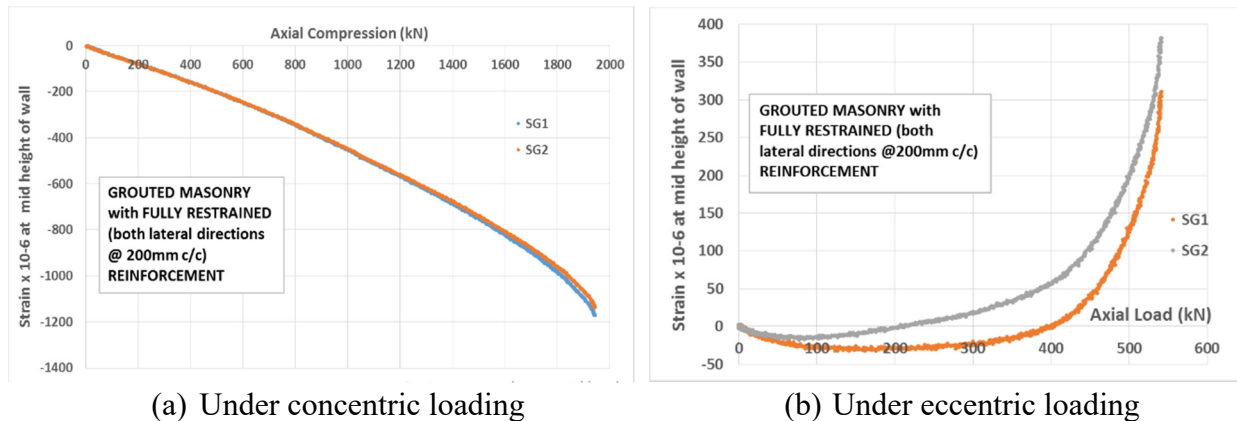 Axial Compression (kN)
0
200
400
600
800
1000
1200
1400
1600
1800
2000
0
-200
-400
-600
-800
-1000
-1200
-1400
Strain x 10-6 at mid height of wall
SG1
SG2
GROUTED MASONRY
with FULLY RESTRAINED
(both lateral directions
@ 200mm c/c)
REINFORCEMENT
(a) Under concentric loading
400
350
300
250
200
150
100
50
0
-50
Strain x 10-6 at mid height of wall
GROUTED MASONRY with
FULLY RESTRAINED (both
lateral directions @200mm c/c)
REINFORCEMENT
SG1
SG2
Axial Load (kN)
0
100
200
300
400
500
600
(b) Under eccentric loading